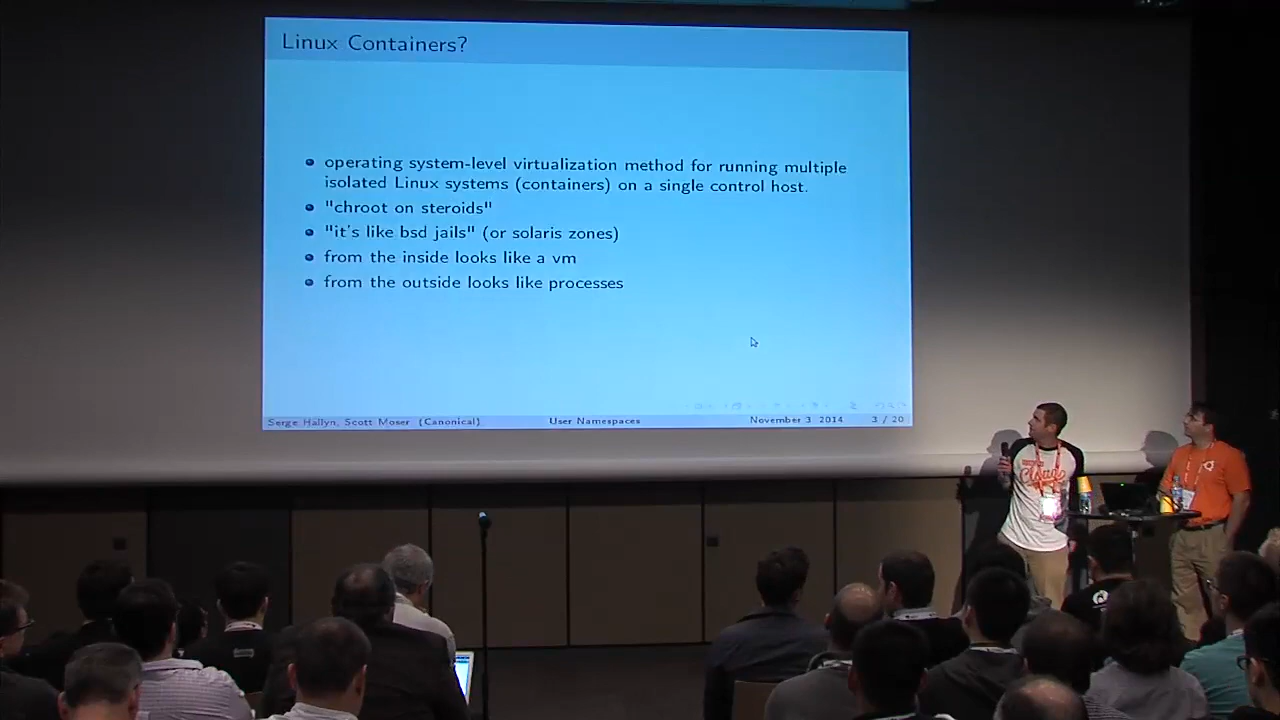 Linux Containers?
operating system-level virtualization method for running multiple
isolated Linux systems (containers) on a single control host.
"chroot on steroids"
"it's like bsd jails" (or solaris zones)
from the inside looks like a vm
from the outside looks like processes
Serge Hallyn, Scott Moser (Canonical) User Namespaces November 3 2014 3 / 20